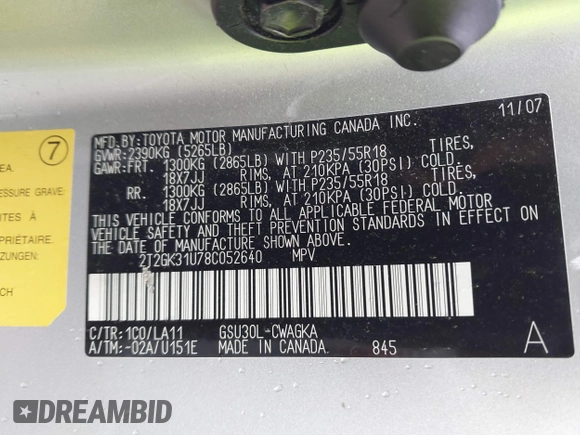 7
EA.
ESSURE GRAVE:
UTES À
PRIÉTAIRE.
NUI.
CH
11/07
MFD. BY: TOYOTA MOTOR MANUFACTURING CANADA INC.
GVWR: 2390KG (5265LB)
GAWR: FRT. 1300KG (2865LB) WITH P235/55R18 TIRES,
18X7JJ RIMS, AT 210KPA (30PSI) COLD.
RR. 1300KG (2865LB) WITH P235/55R18 TIRES,
18X7JJ RIMS, AT 210KPA (30PSI) COLD.
THIS VEHICLE CONFORMS TO ALL APPLICABLE FEDERAL MOTOR
VEHICLE SAFETY AND THEFT PREVENTION STANDARDS IN EFFECT ON
THE DATE OF MANUFACTURE SHOWN ABOVE.
2T2GK31U78C052640 MPV
C/TR: 1C0/LA11 GSU30L-CWAGKA
A/TM: -02A/U151E MADE IN CANADA 845 A
DREAMBID